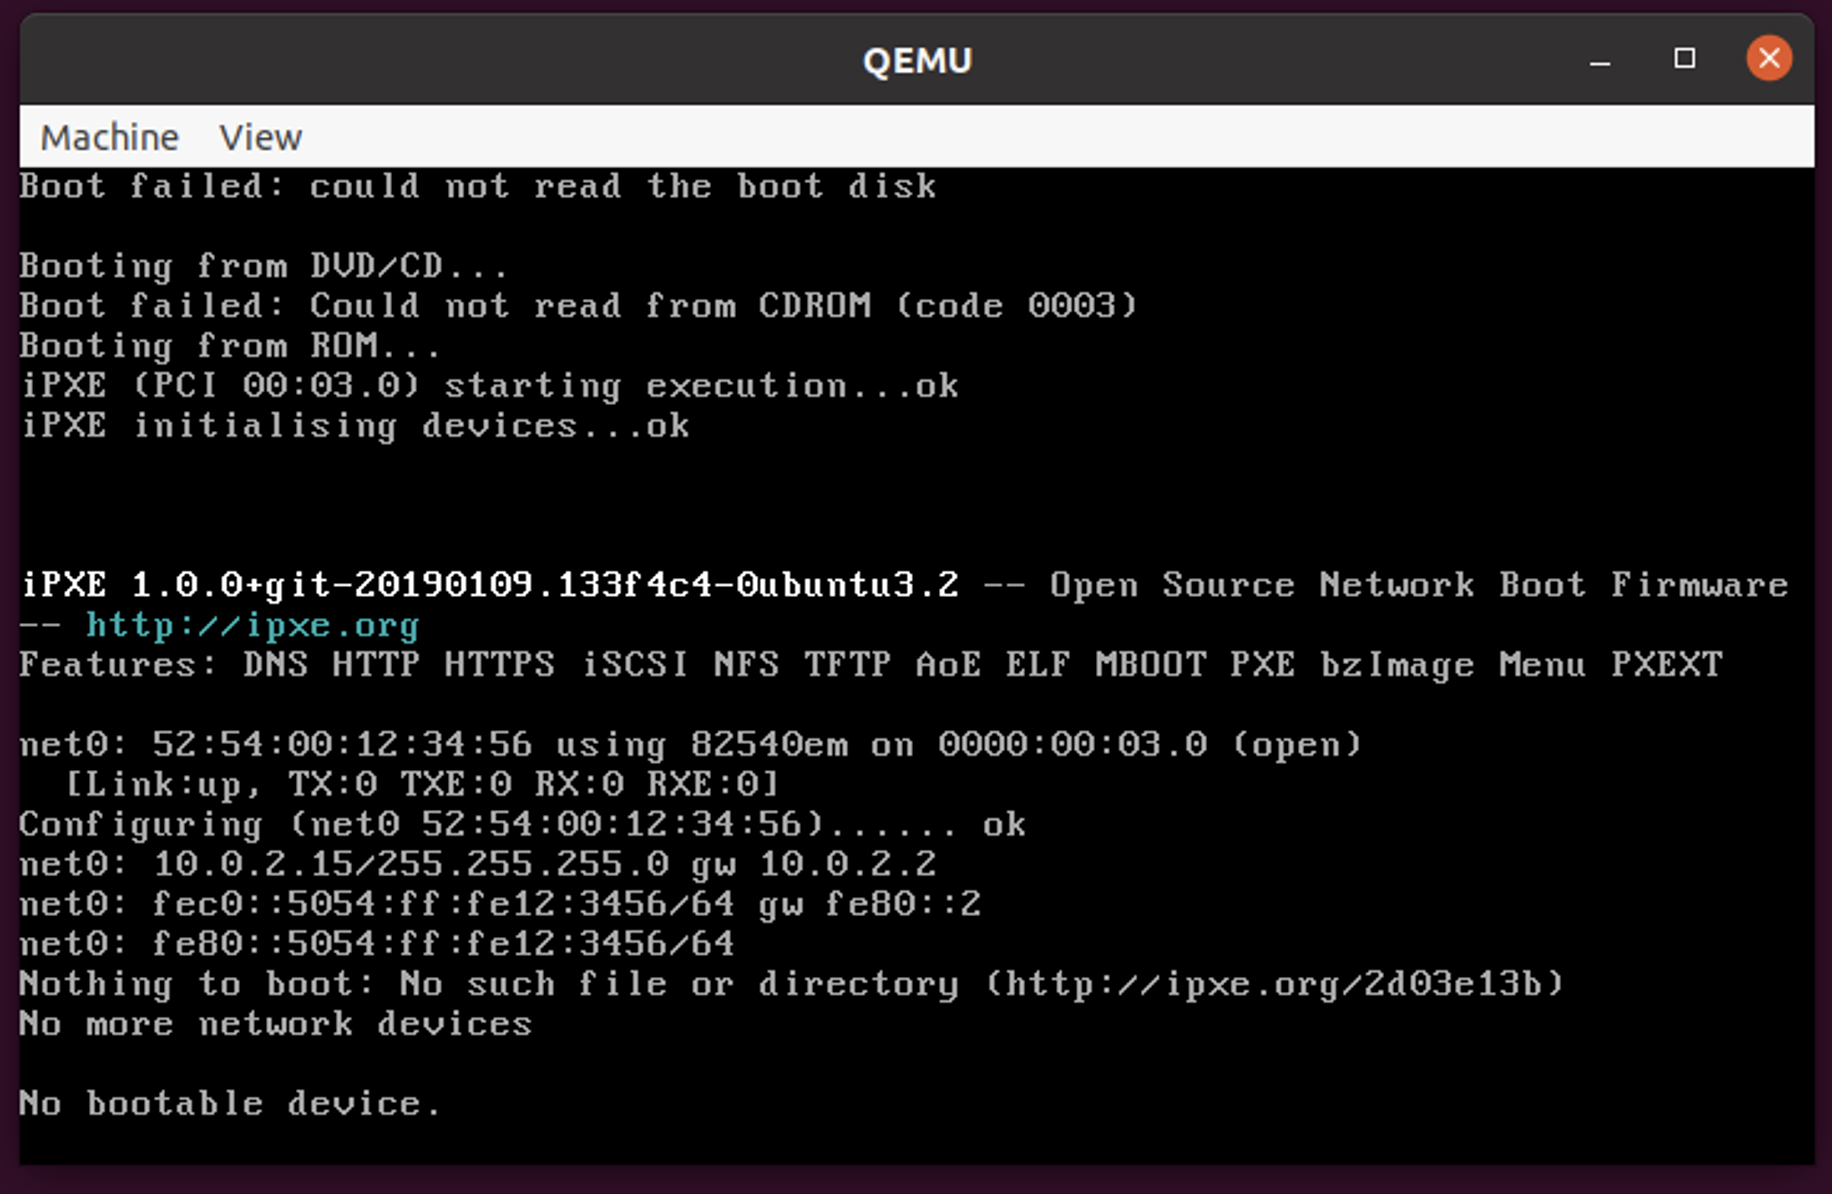 QEMU
Machine View
Boot failed: could not read the boot disk
Booting from DVD/CD...
Boot failed: Could not read from CDROM (code 0003)
Booting from ROM...
iPXE (PCI 00:03.0) starting execution...ok
iPXE initialising devices...ok
iPXE 1.0.0+git-20190109.133f4c4-0ubuntu3.2 -- Open Source Network Boot Firmware
-- http://ipxe.org
Features: DNS HTTP HTTPS iSCSI NFS TFTP AoE ELF MBOOT PXE bzImage Menu PXEXT
net0: 52:54:00:12:34:56 using 82540em on 0000:00:03.0 (open)
[Link:up, TX:0 TXE:0 RX:0 RXE:0]
Configuring (net0 52:54:00:12:34:56)...... ok
net0: 10.0.2.15/255.255.255.0 gw 10.0.2.2
net0: fec0::5054:ff:fe12:3456/64 gw fe80::2
net0: fe80::5054:ff:fe12:3456/64
Nothing to boot: No such file or directory (http://ipxe.org/2d03e13b)
No more network devices
No bootable device.